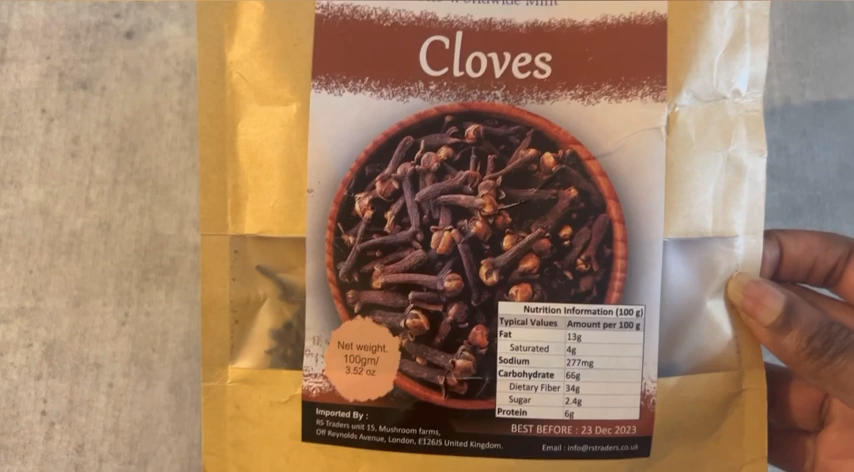 Worldwide Mint
Cloves
Nutrition Information (100 g)
Typical Values Amount per 100 g
Fat 13g
Saturated 4g
Sodium 277mg
Carbohydrate 66g
Dietary Fiber 34g
Sugar 2.4g
Protein 6g
Net weight.
100gm/
3.52 oz
Imported By :
RS Traders unit 15, Mushroom farms,
Off Reynolds Avenue, London, E126JS United Kingdom.
BEST BEFORE : 23 Dec 2023
Email : info@rstraders.co.uk